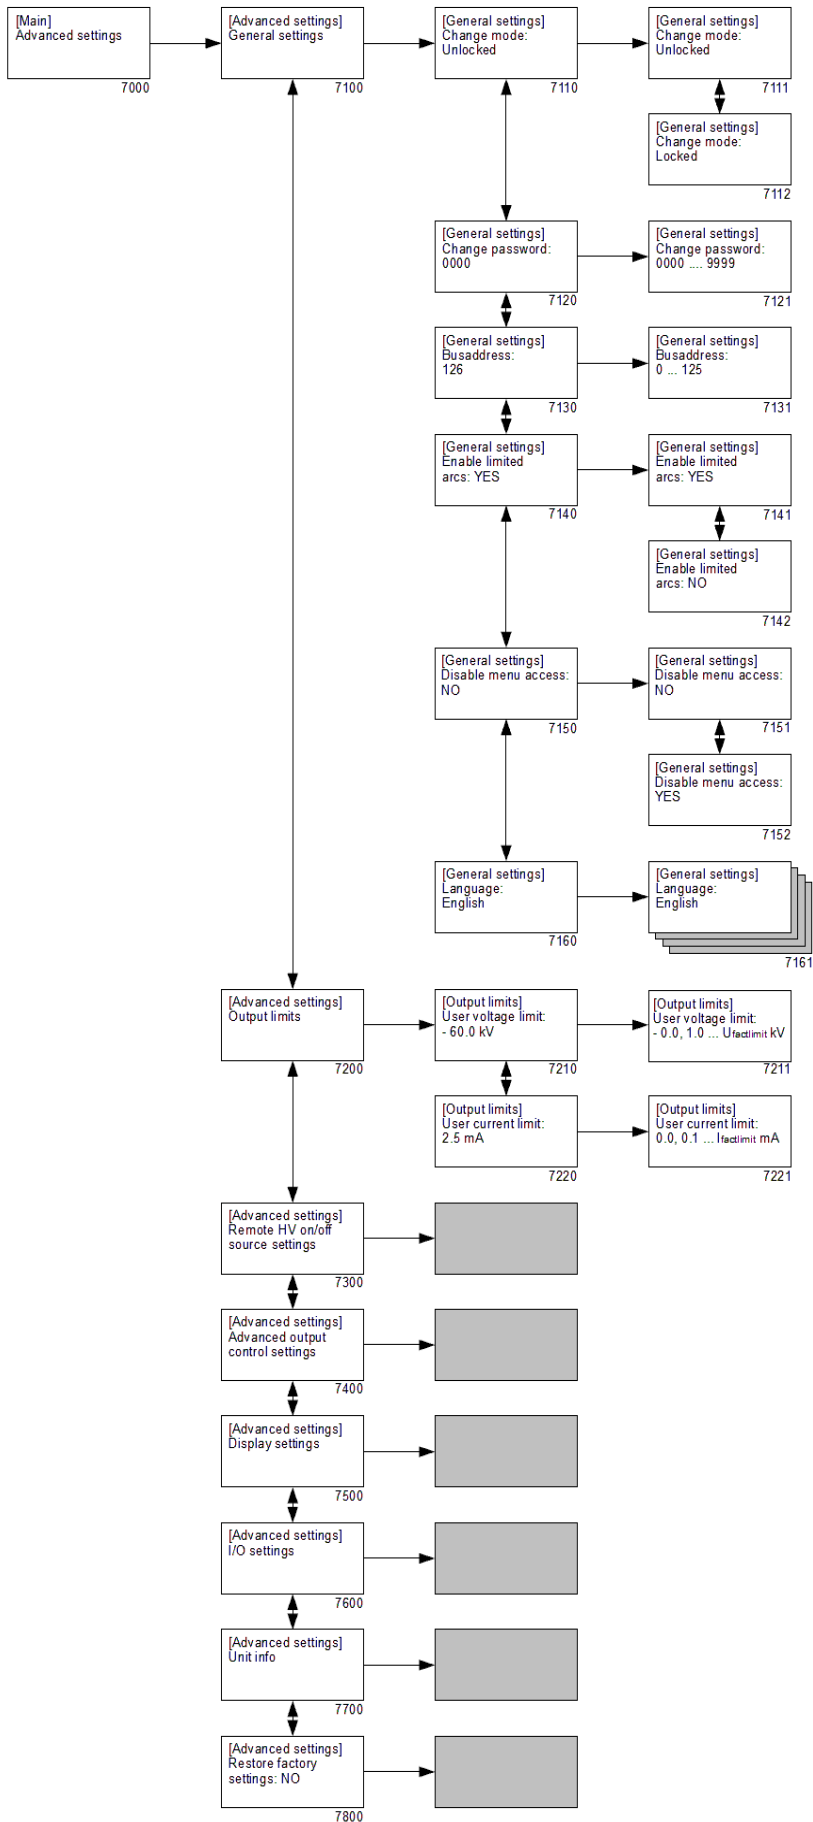 [Main]
Advanced settings
7000
[Advanced settings]
General settings
7100
[General settings]
Change mode:
Unlocked
7110
[General settings]
Change mode:
Unlocked
7111
[General settings]
Change mode:
Locked
7112
[General settings]
Change password:
0000
7120
[General settings]
Change password:
0000 .... 9999
7121
[General settings]
Busaddress:
126
7130
[General settings]
Busaddress:
0 ... 125
7131
[General settings]
Enable limited
arcs: YES
7140
[General settings]
Enable limited
arcs: YES
7141
[General settings]
Enable limited
arcs: NO
7142
[General settings]
Disable menu access:
NO
7150
[General settings]
Disable menu access:
NO
7151
[General settings]
Disable menu access:
YES
7152
[General settings]
Language:
English
7160
[General settings]
Language:
English
7161
[Advanced settings]
Output limits
7200
[Output limits]
User voltage limit:
- 60.0 kV
7210
[Output limits]
User voltage limit:
- 0.0, 1.0 ... Ufactlimit kV
7211
[Output limits]
User current limit:
2.5 mA
7220
[Output limits]
User current limit:
0.0, 0.1 ... Ifactlimit mA
7221
[Advanced settings]
Remote HV on/off
source settings
7300
[Advanced settings]
Advanced output
control settings
7400
[Advanced settings]
Display settings
7500
[Advanced settings]
I/O settings
7600
[Advanced settings]
Unit info
7700
[Advanced settings]
Restore factory
settings: NO
7800